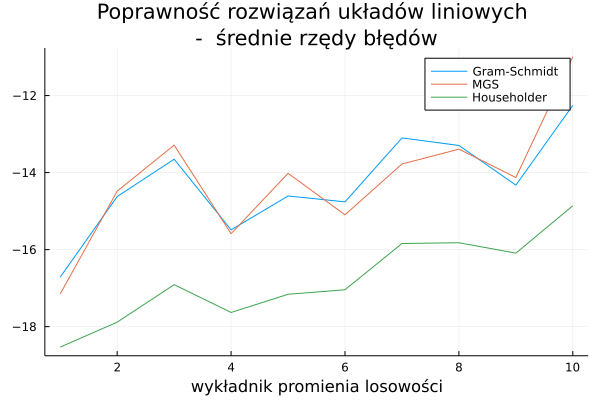 Poprawność rozwiązań układów liniowych
- średnie rzędy błędów
Gram-Schmidt
MGS
Householder
−12
−14
−16
−18
2
4
6
8
10
wykładnik promienia losowości